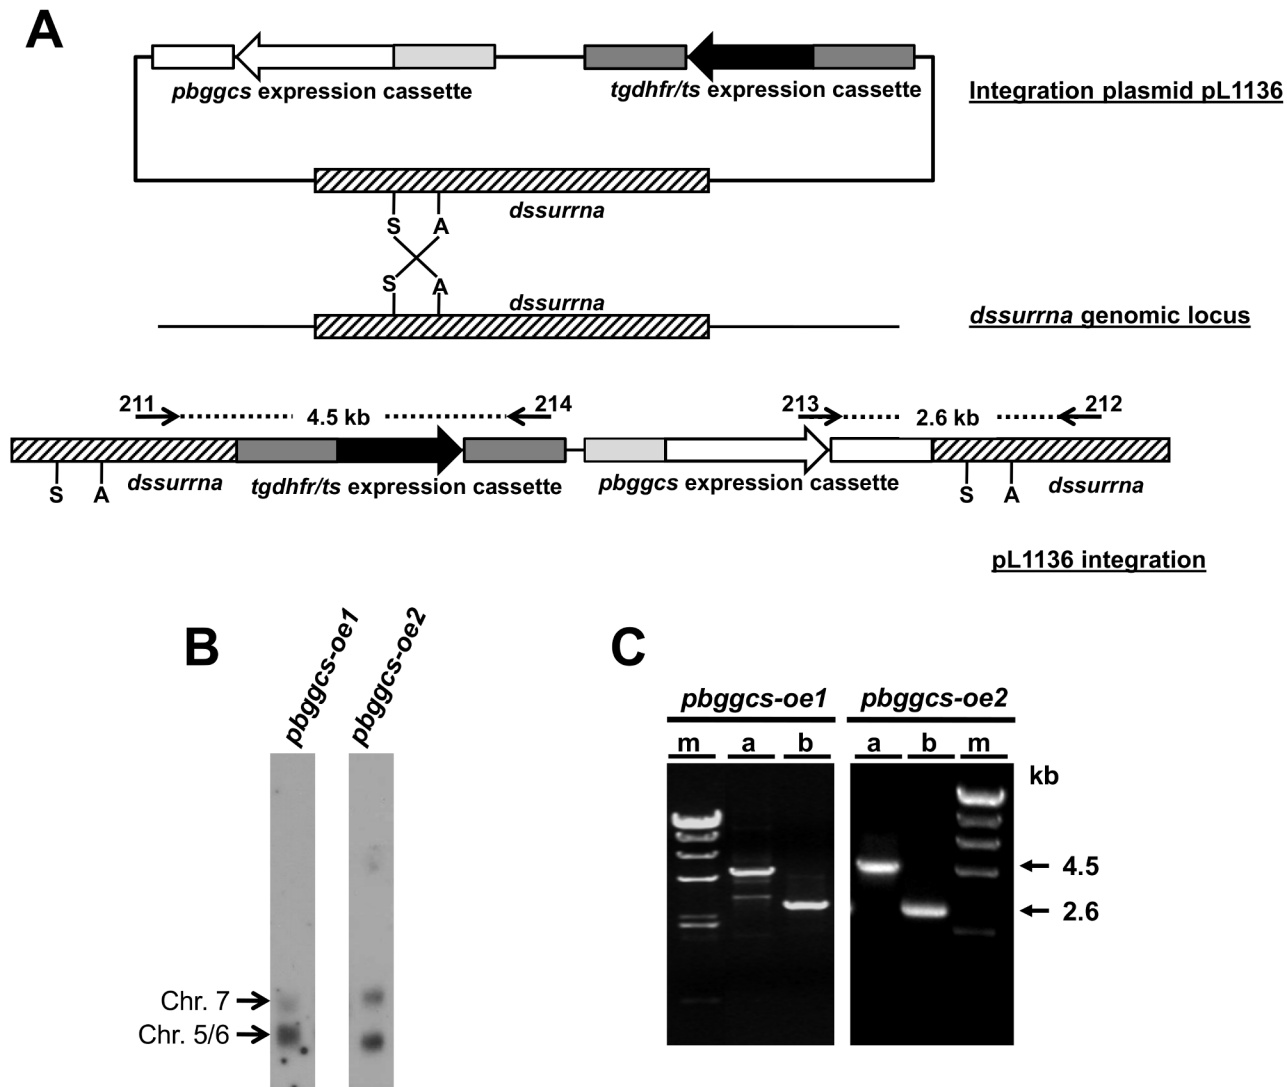 A
pbggcs expression cassette
tgdhfr/ts expression cassette
Integration plasmid pL1136
dssurrna
S A
S A
dssurrna
dssurrna genomic locus
211 4.5 kb 214 213 2.6 kb 212
S A dssurrna tgdhfr/ts expression cassette pbggcs expression cassette S A dssurrna
pL1136 integration
B
pbggcs-oe1
pbggcs-oe2
Chr. 7
Chr. 5/6
C
pbggcs-oe1 pbggcs-oe2
m a b a b m
kb
4.5
2.6